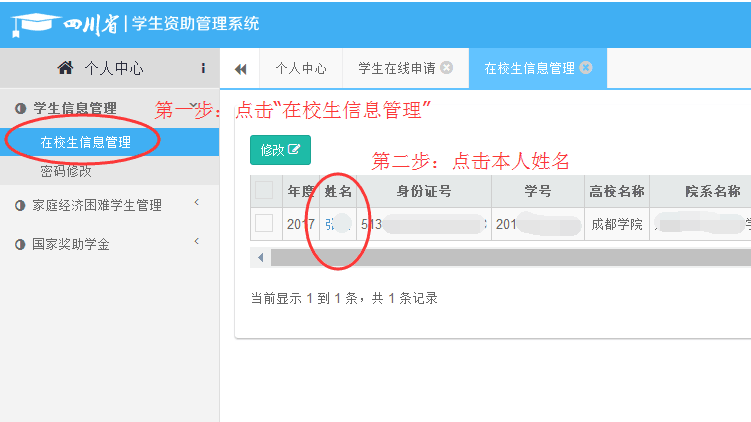 四川省 | 学生资助管理系统
个人中心 i
个人中心 学生在线申请 在校生信息管理
学生信息管理
第一步：点击“在校生信息管理”
在校生信息管理
修改
第二步：点击本人姓名
密码修改
年度 姓名 身份证号 学号 高校名称 院系名称
家庭经济困难学生管理
2017 张 513 201 成都学院
国家奖助学金
当前显示 1 到 1 条，共 1 条记录